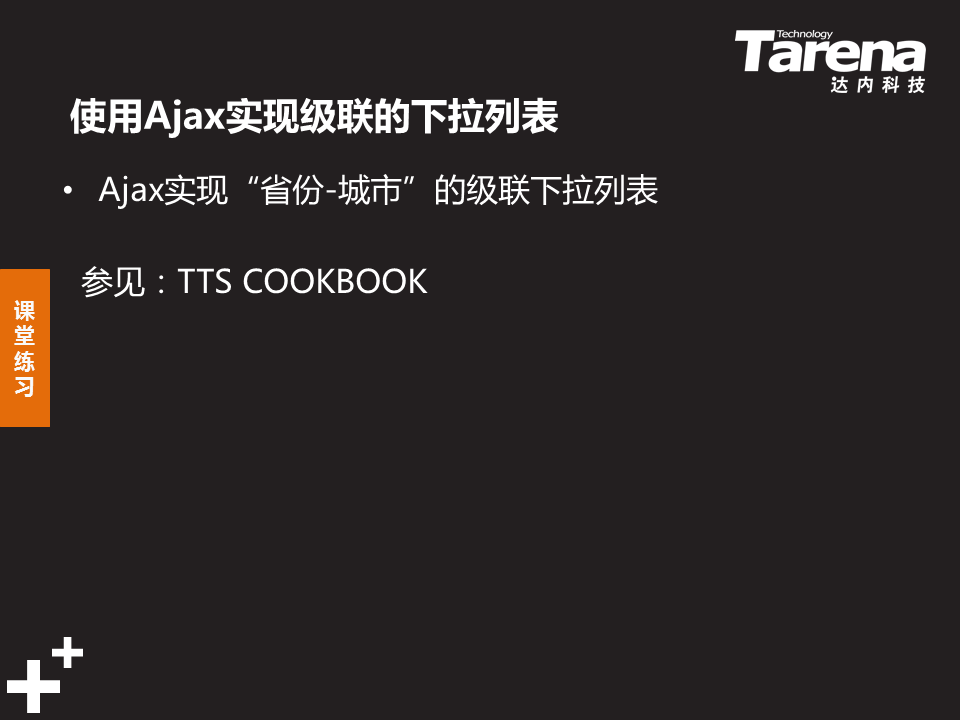 Technology
Tarena
达内科技
使用Ajax实现级联的下拉列表
• Ajax实现“省份-城市”的级联下拉列表
参见：TTS COOKBOOK
课
堂
练
习